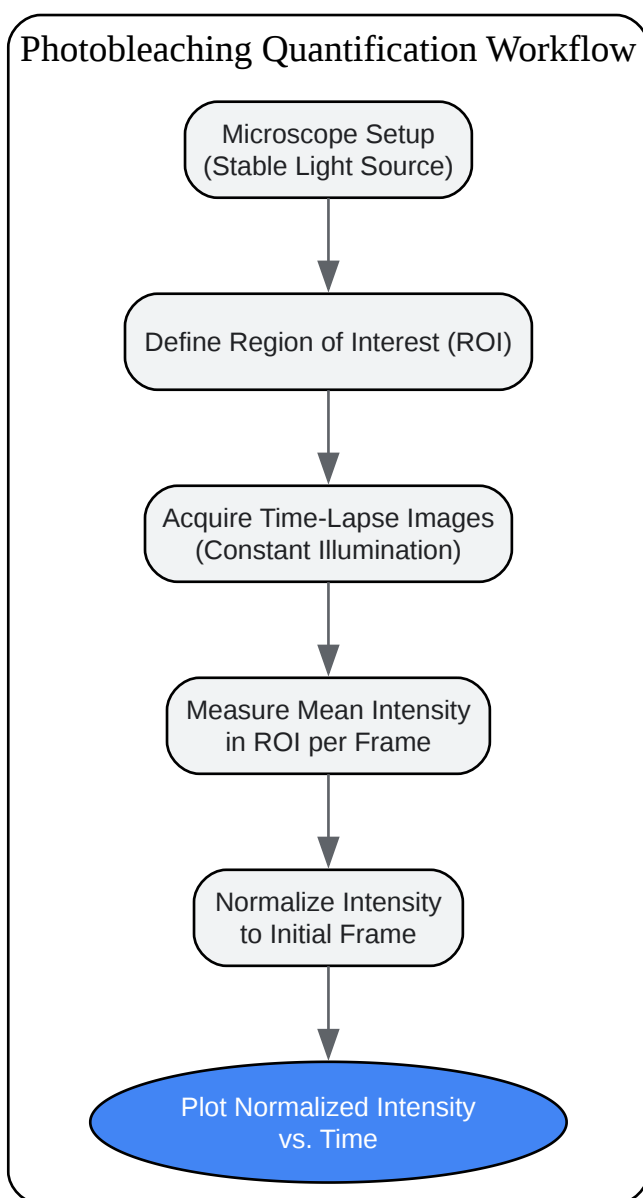 Photobleaching Quantification Workflow
Microscope Setup
(Stable Light Source)
Define Region of Interest (ROI)
Acquire Time-Lapse Images
(Constant Illumination)
Measure Mean Intensity
in ROI per Frame
Normalize Intensity
to Initial Frame
Plot Normalized Intensity
vs. Time